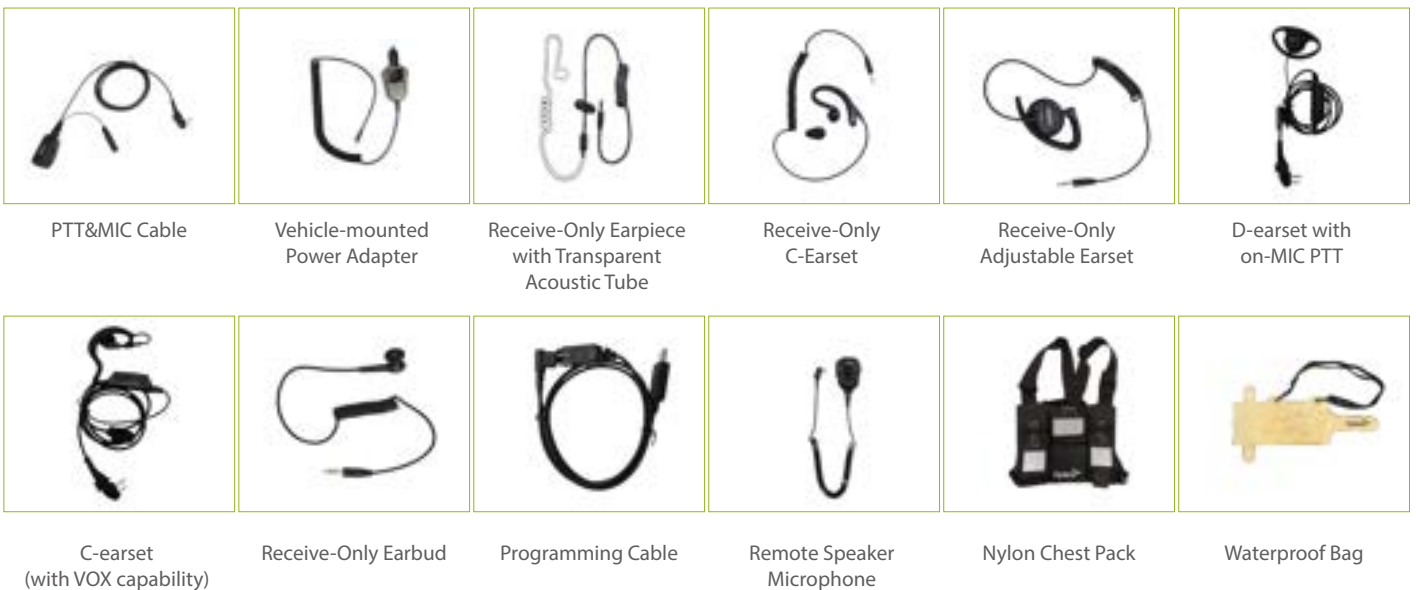 PTT&MIC Cable
Vehicle-mounted
Power Adapter
Receive-Only Earpiece
with Transparent
Acoustic Tube
Receive-Only
C-Earset
Receive-Only
Adjustable Earset
D-earset with
on-MIC PTT
C-earset
(with VOX capability)
Receive-Only Earbud
Programming Cable
Remote Speaker
Microphone
Nylon Chest Pack
Waterproof Bag